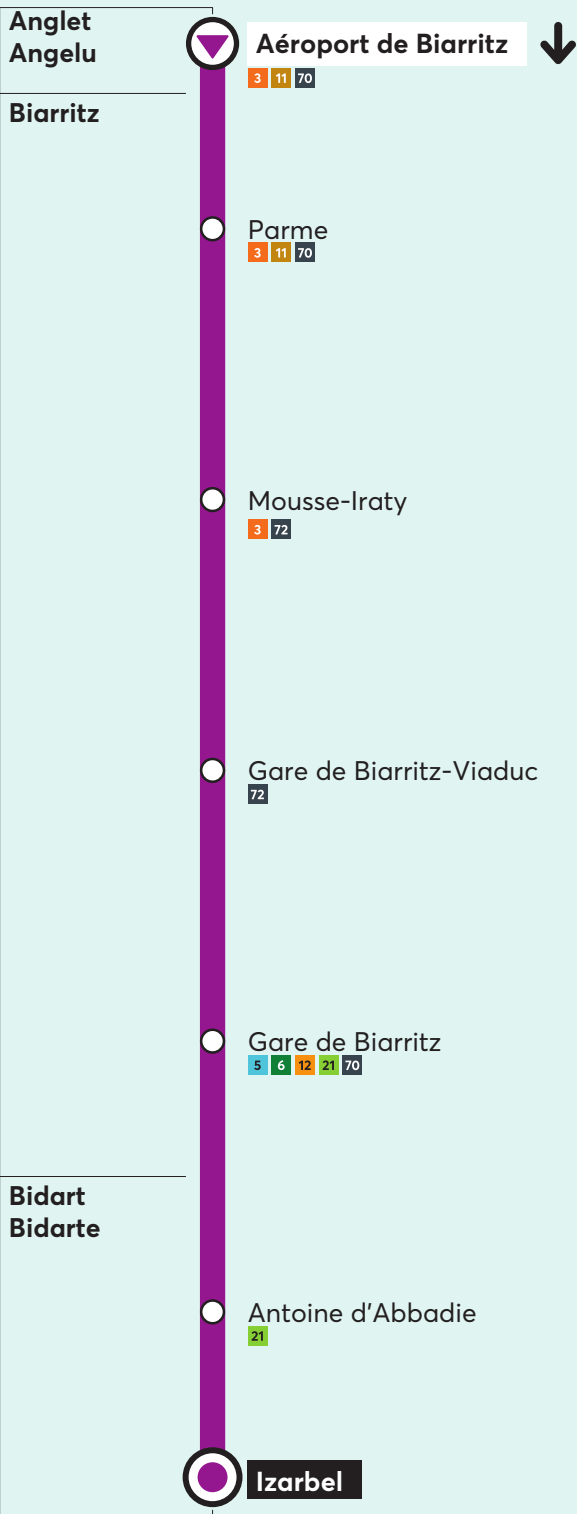 Anglet
Angelu
Aéroport de Biarritz
3 11 70
Biarritz
Parme
3 11 70
Mousse-Iraty
3 72
Gare de Biarritz-Viaduc
72
Gare de Biarritz
5 6 12 21 70
Bidart
Bidarte
Antoine d'Abbadie
21
Izarbel